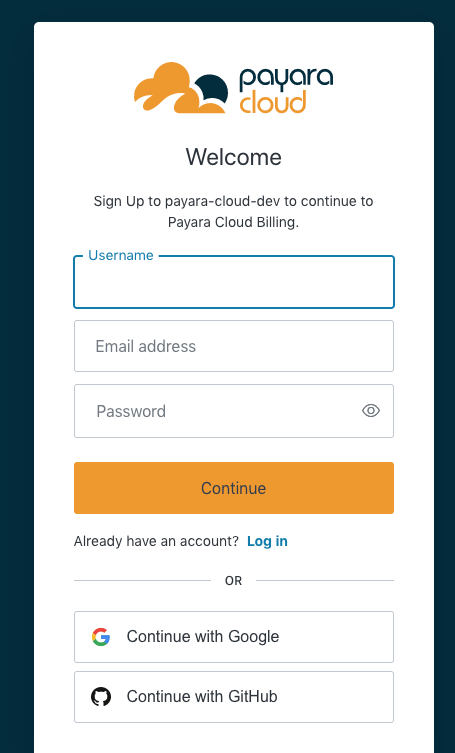 payara
cloud
Welcome
Sign Up to payara-cloud-dev to continue to
Payara Cloud Billing.
Username
Email address
Password
Continue
Already have an account? Log in
OR
Continue with Google
Continue with GitHub